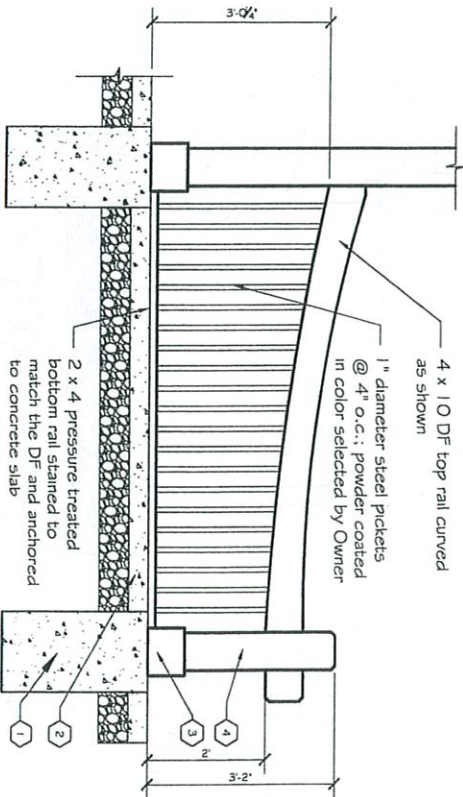 4 x 10 DF top rail curved
as shown
1" diameter steel pickets
@ 4" o.c.; powder coated
in color selected by Owner
2 x 4 pressure treated
bottom rail stained to
match the DF and anchored
to concrete slab
3'-0¼"
2'
3'-2"
1
2
3
4